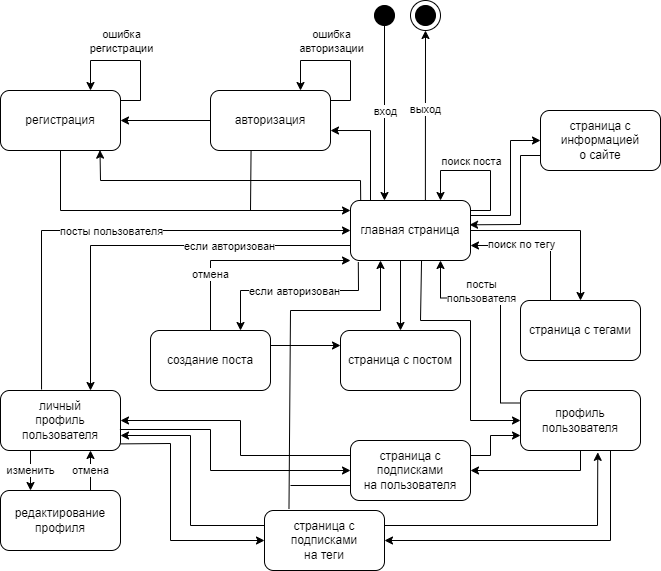 ошибка
регистрации
ошибка
авторизации
вход
выход
регистрация
авторизация
страница с
информацией
о сайте
поиск поста
главная страница
посты пользователя
если авторизован
поиск по тегу
отмена
если авторизован
посты
пользователя
страница с тегами
создание поста
страница с постом
личный
профиль
пользователя
профиль
пользователя
страница с
подписками
на пользователя
изменить
отмена
редактирование
профиля
страница с
подписками
на теги